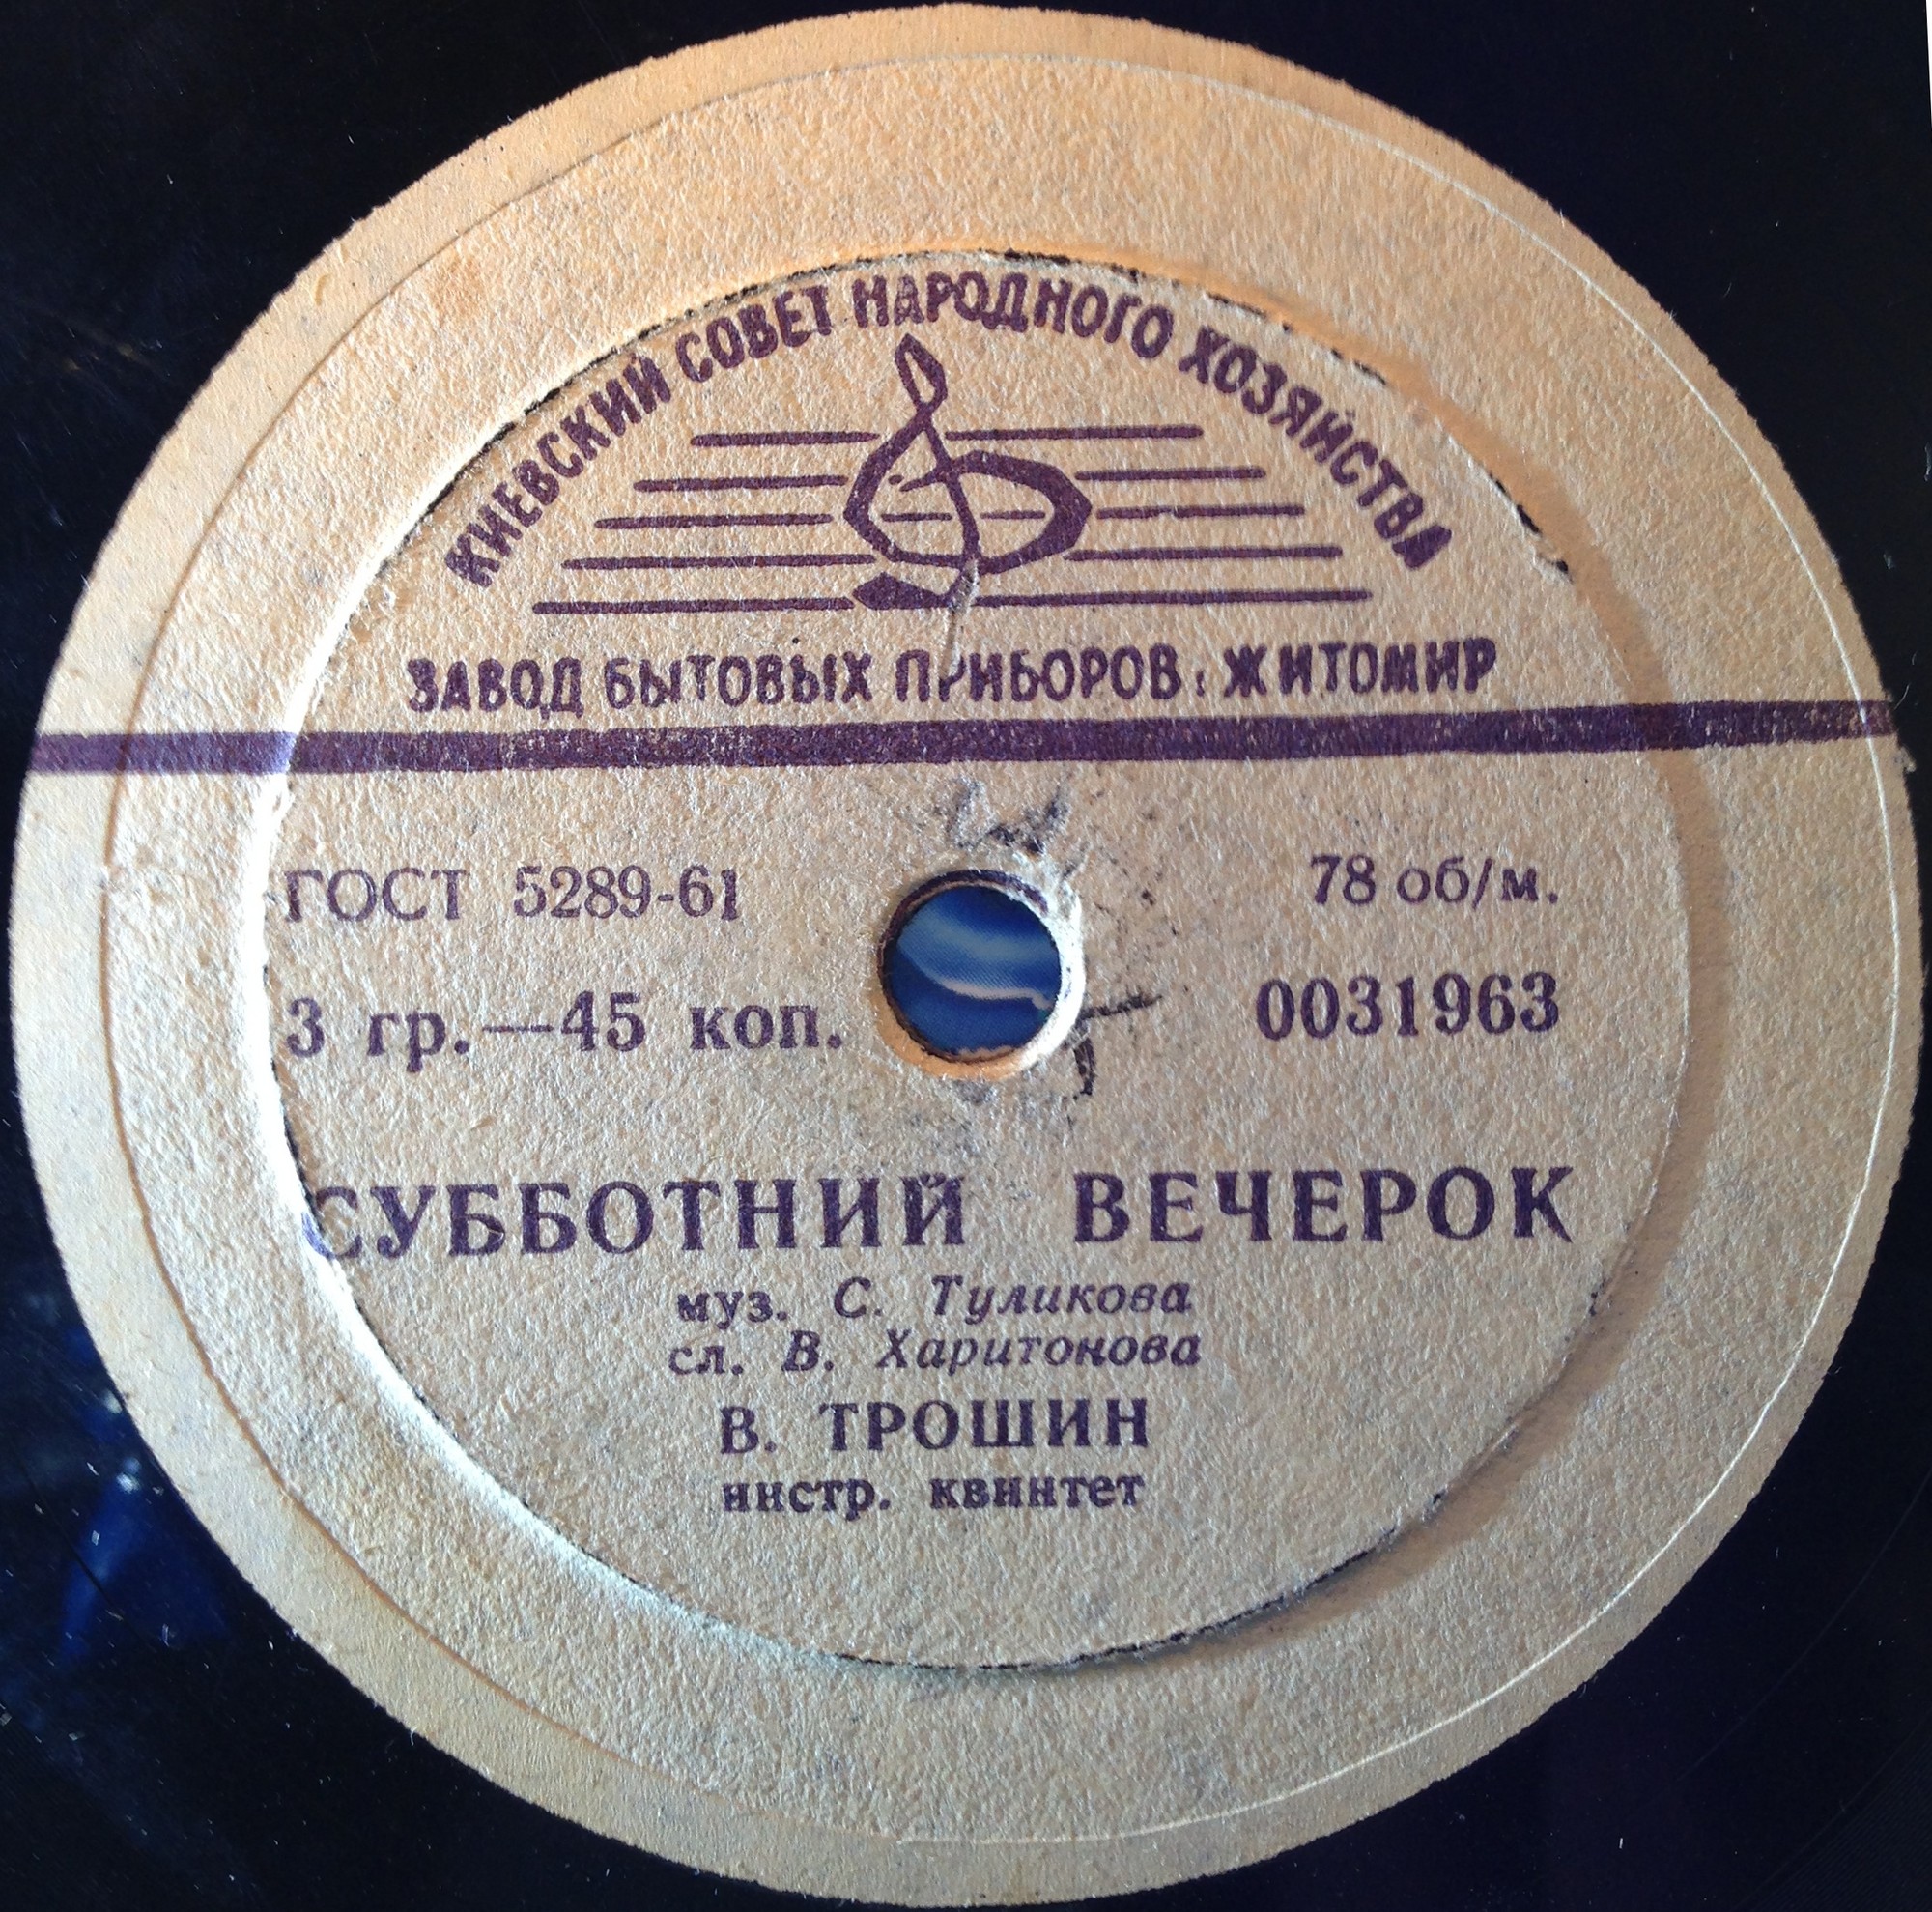 КИЕВСКИЙ СОВЕТ НАРОДНОГО ХОЗЯЙСТВА
ЗАВОД БЫТОВЫХ ПРИБОРОВ. ЖИТОМИР
ГОСТ 5289-61
78 об/м.
3 гр.—45 коп.
0031963
СУББОТНИЙ ВЕЧЕРОК
муз. С. Туликова
сл. В. Харитонова
В. ТРОШИН
инстр. квинтет